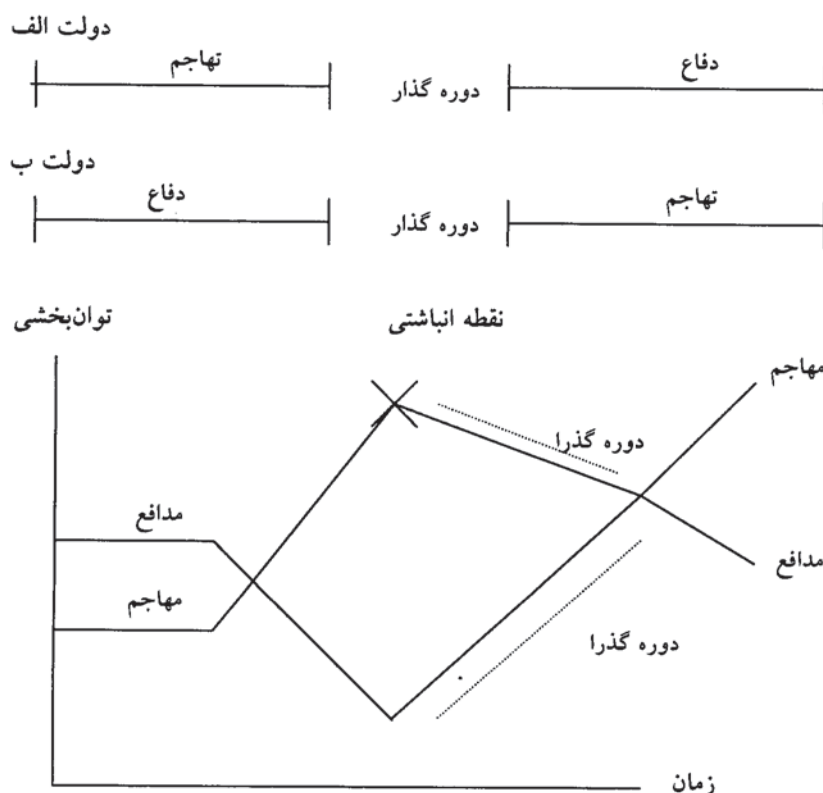 دولت الف
تهاجم
دوره گذار
دفاع
دولت ب
دفاع
دوره گذار
تهاجم
توان‌بخشی
نقطه انباشتی
مهاجم
دوره گذرا
مدافع
مدافع
مهاجم
دوره گذرا
زمان